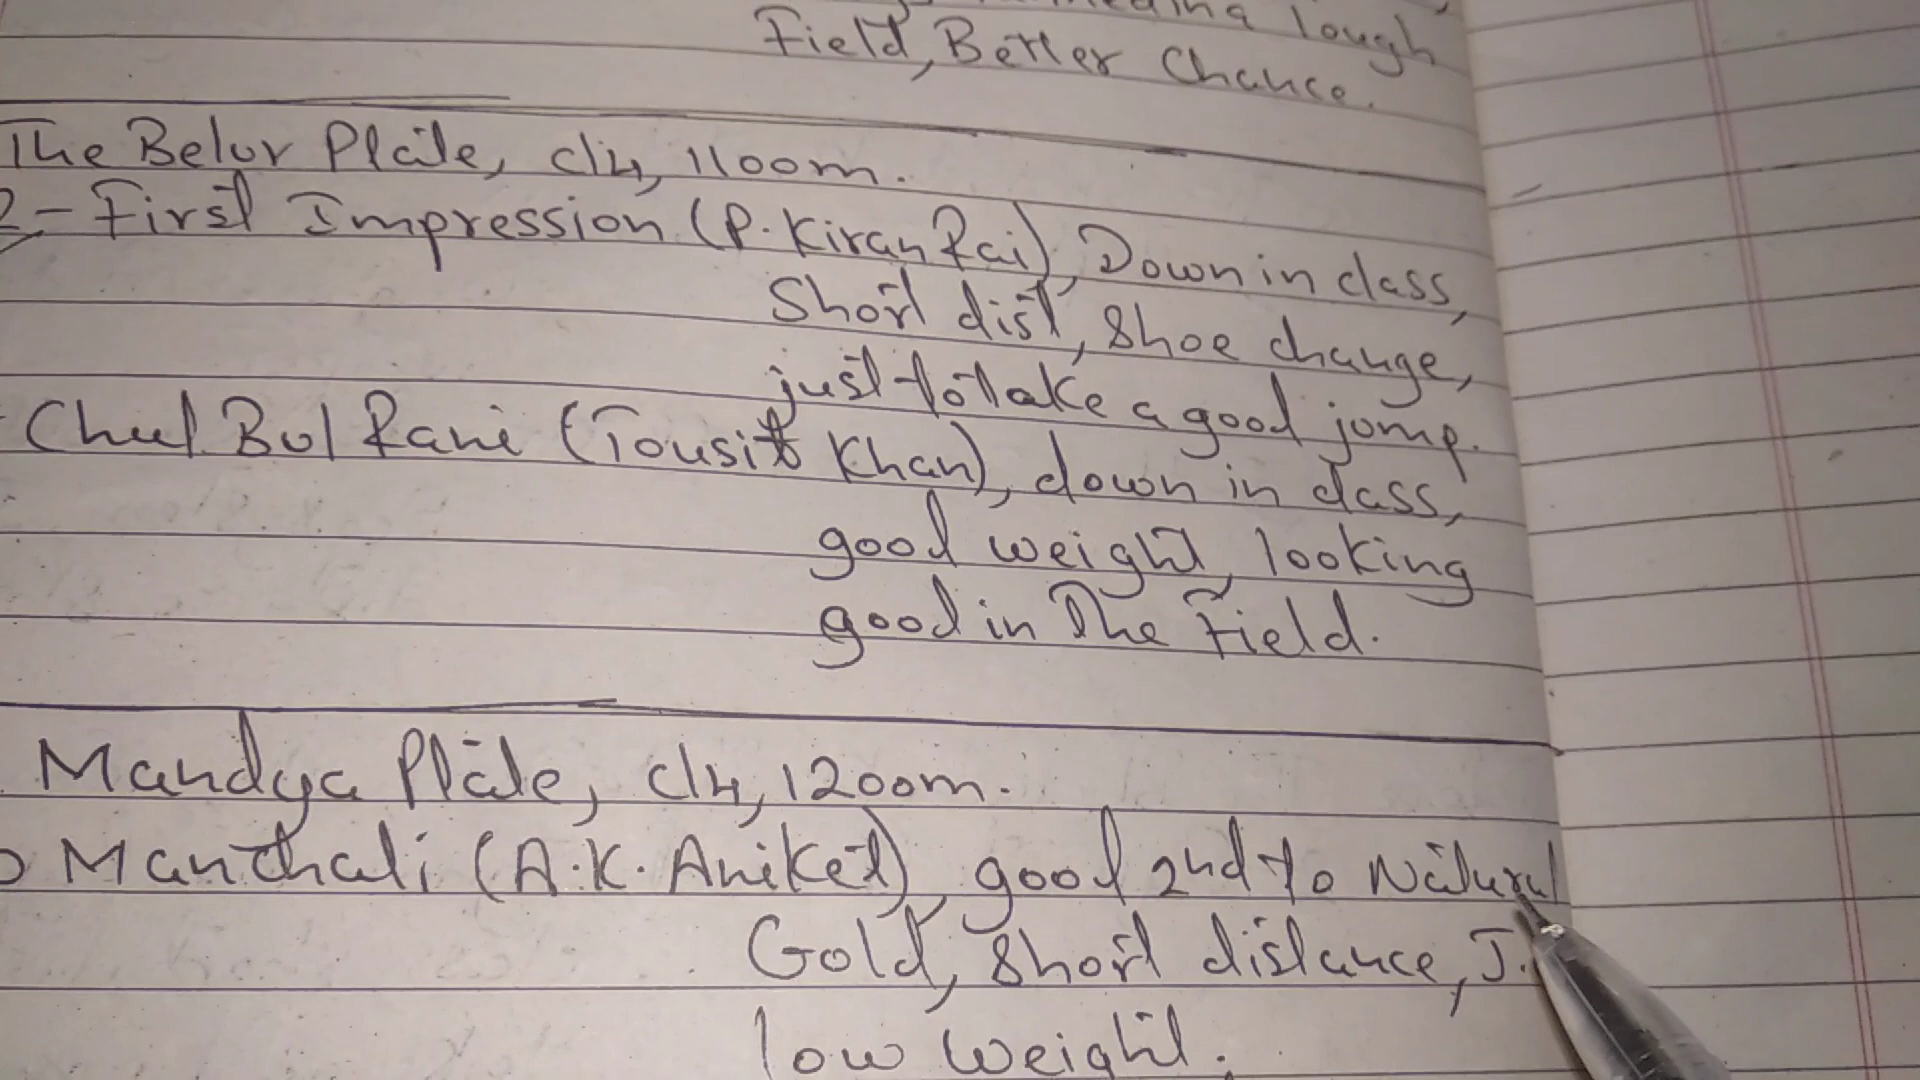 Field, Better Chance.
The Belur Plate, cl4, 1100m.
2- First Impression (P. Kiran Rai), Down in class,
Short dist, Shoe change,
just to take a good jomp.
Bul Rani (Tousif Khan), down in class,
good weight, looking
good in The Field.
Mandya Plate, cl4, 1200m.
Manchali (A.K. Aniket), good 2nd to Natural
Gold, Short distance, J.
low weight.